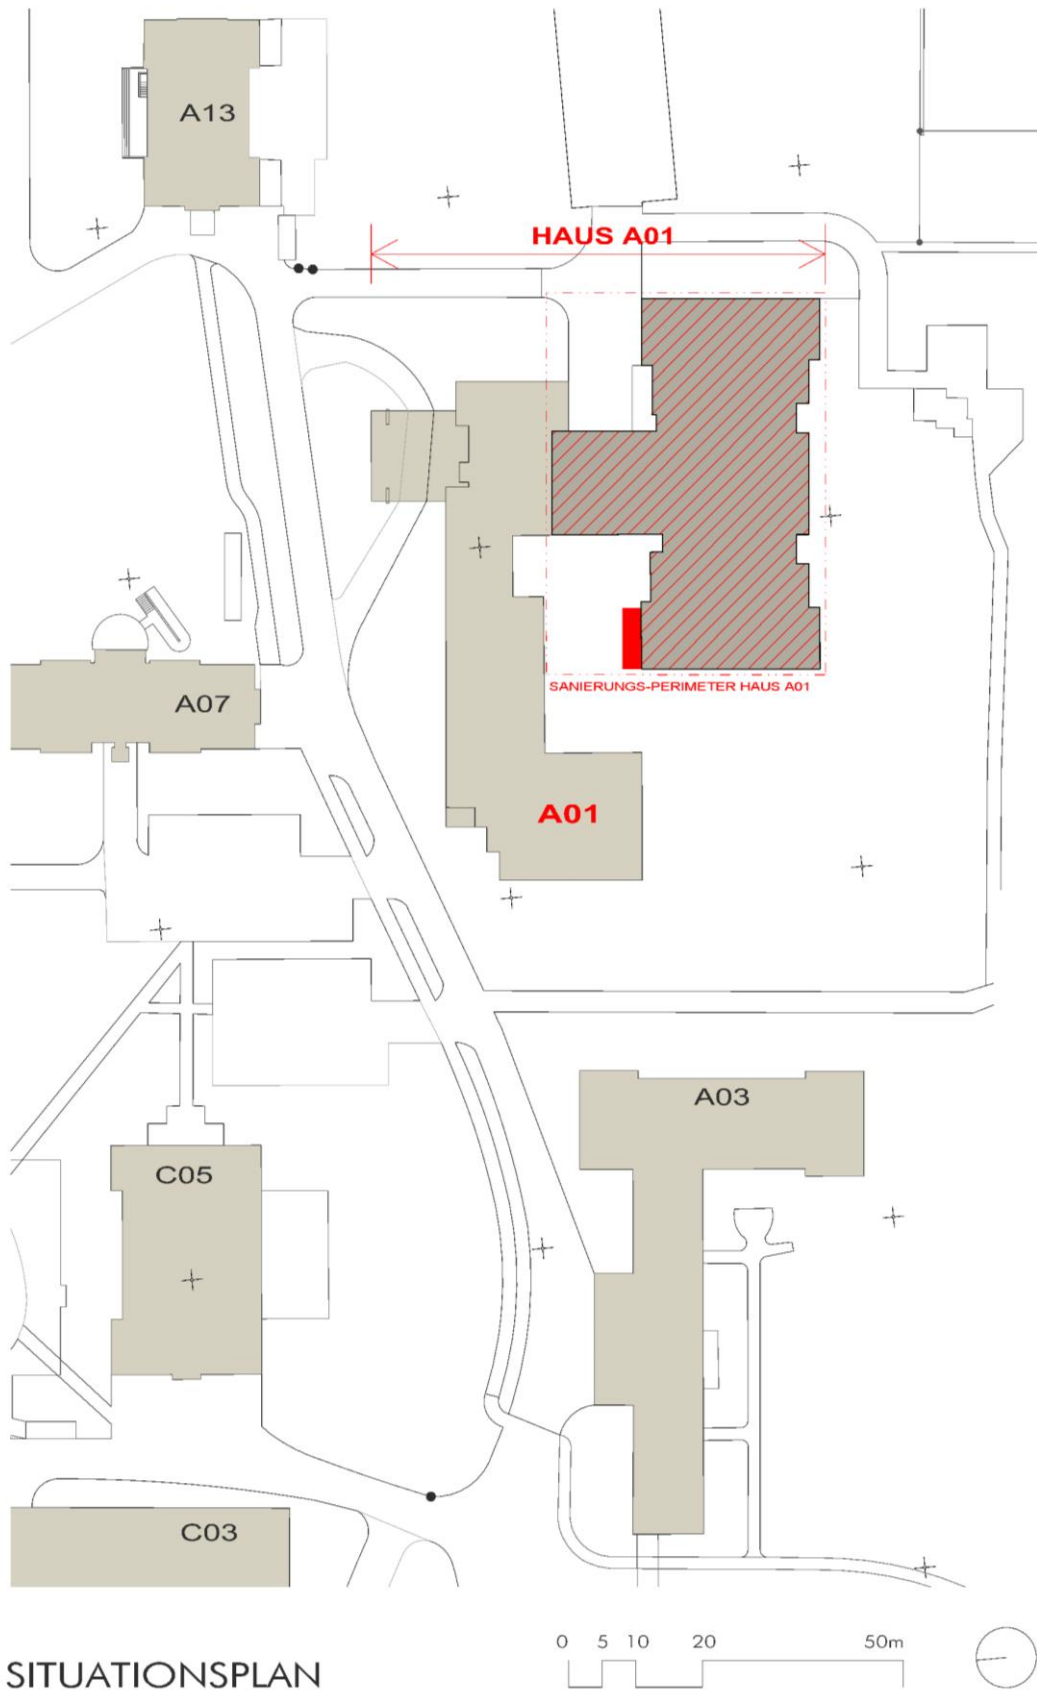 A13
HAUS A01
SANIERUNGS-PERIMETER HAUS A01
A07
A01
A03
C05
C03
SITUATIONSPLAN
0 5 10 20 50m